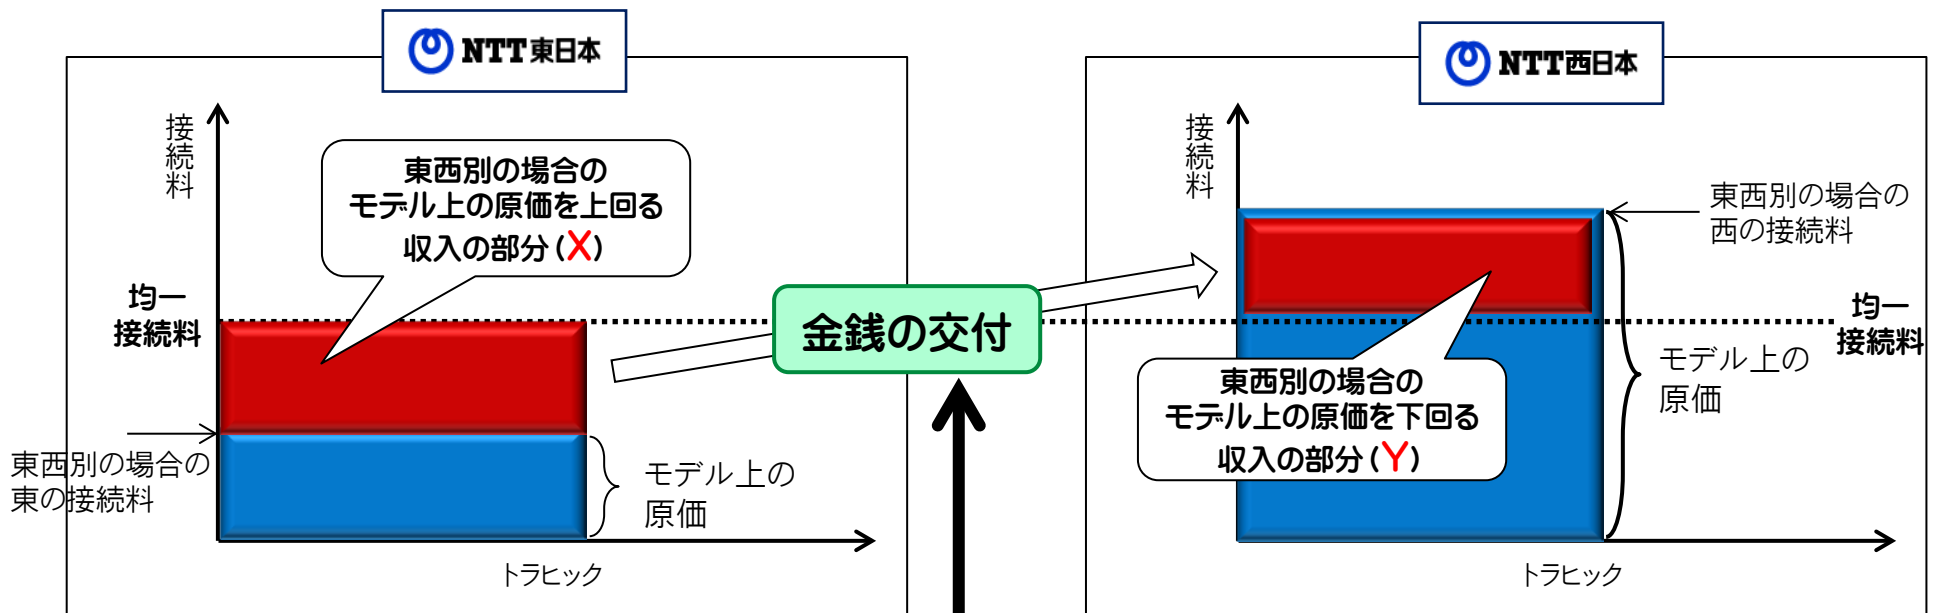 NTT東日本
接続料
東西別の場合の
モデル上の原価を上回る
収入の部分(X)
均一
接続料
東西別の場合の
東の接続料
モデル上の
原価
トラヒック
金銭の交付
NTT西日本
接続料
東西別の場合の
西の接続料
均一
接続料
モデル上の
原価
東西別の場合の
モデル上の原価を下回る
収入の部分(Y)
トラヒック